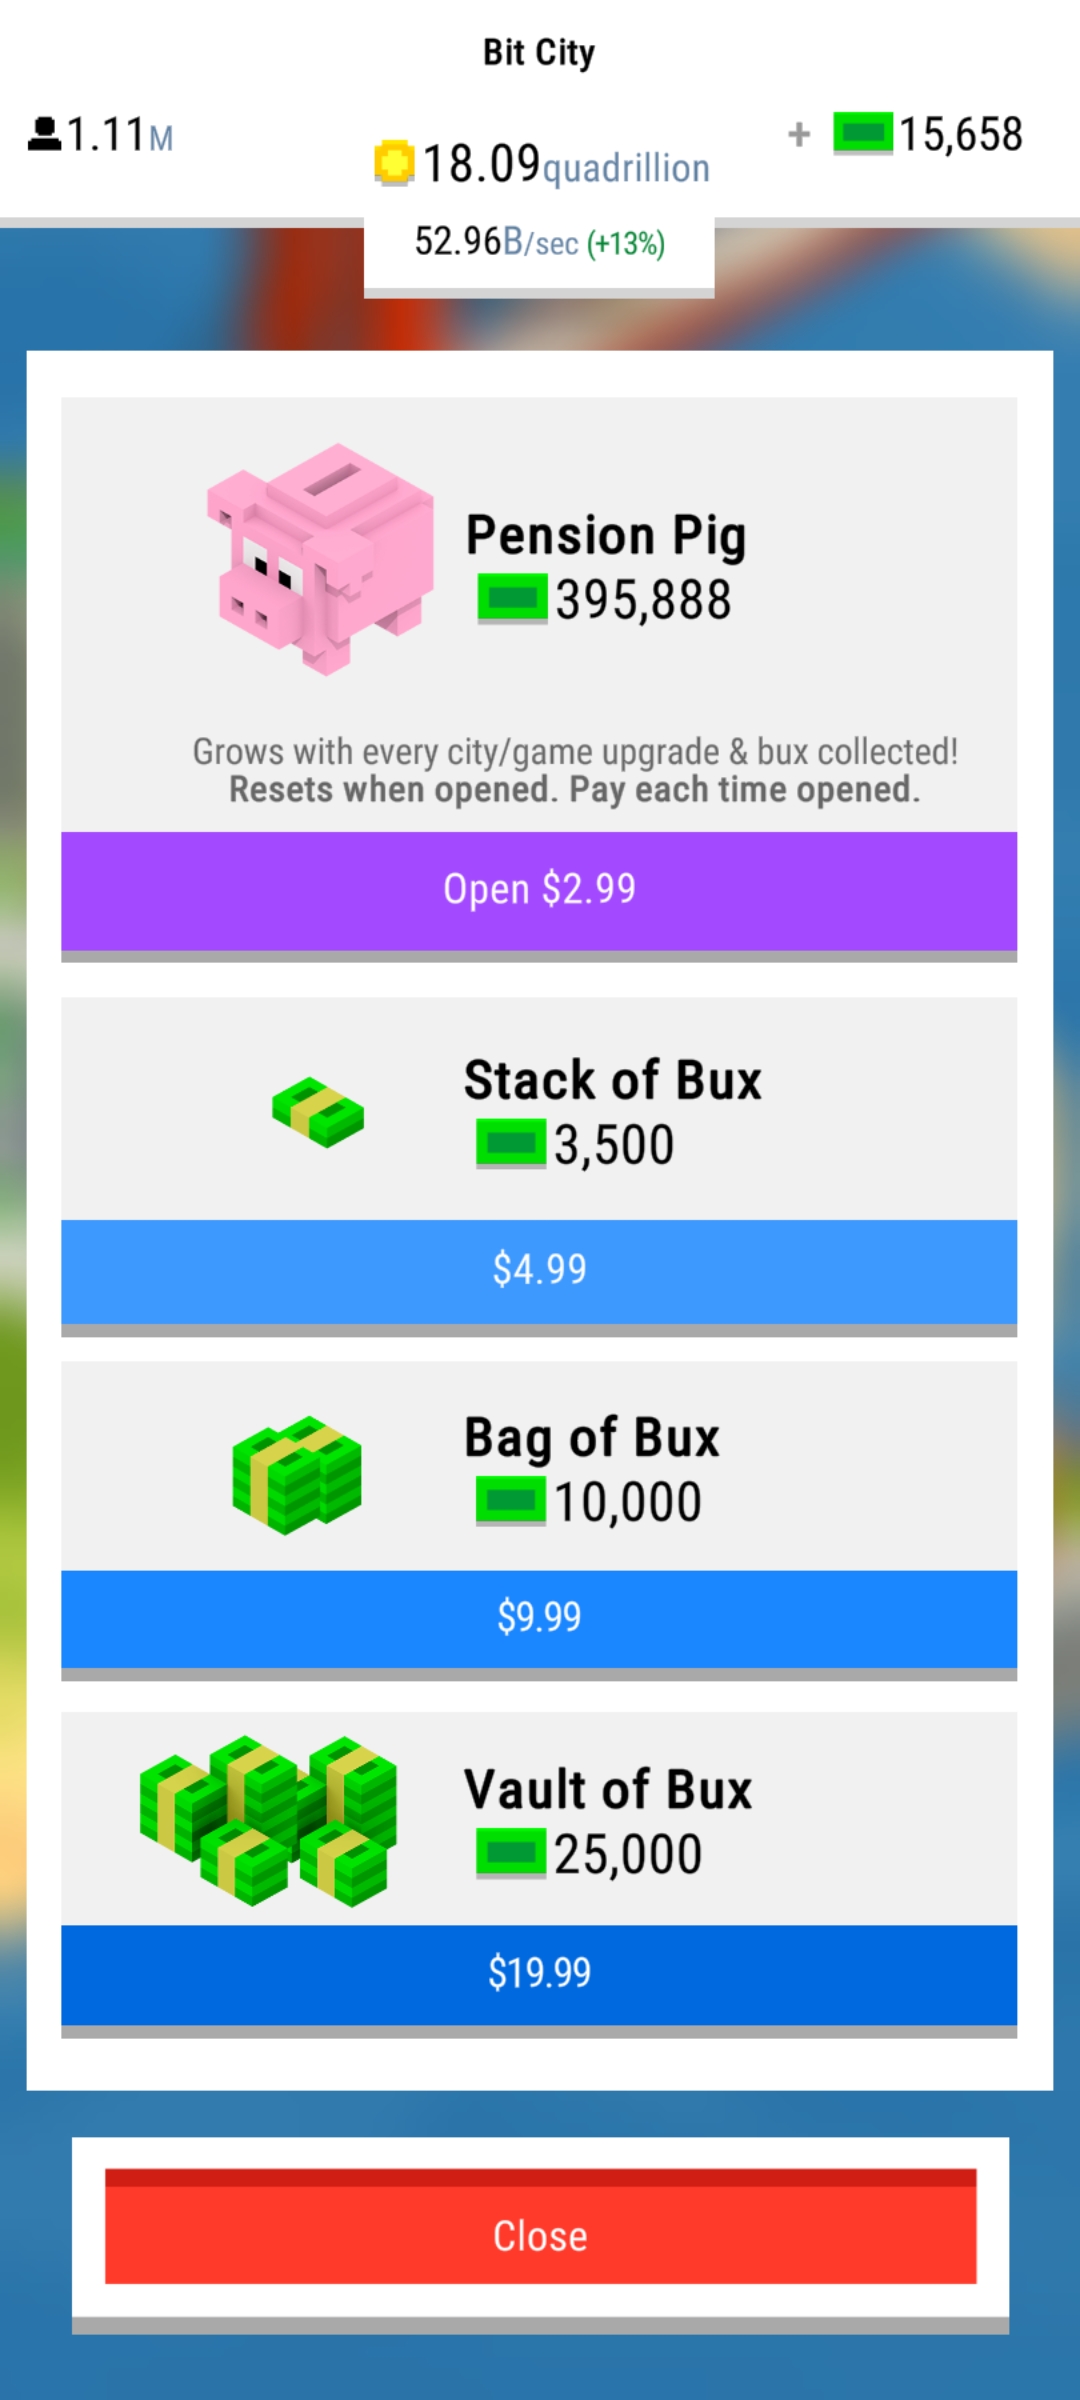 Bit City
1.11M
+ 15,658
18.09quadrillion
52.96B/sec (+13%)
Pension Pig
395,888
Grows with every city/game upgrade & bux collected!
Resets when opened. Pay each time opened.
Open $2.99
Stack of Bux
3,500
$4.99
Bag of Bux
10,000
$9.99
Vault of Bux
25,000
$19.99
Close